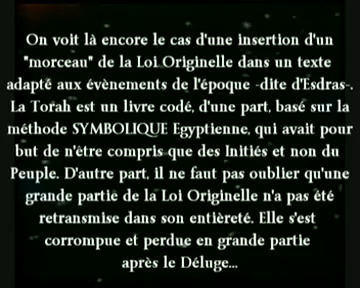 On voit là encore le cas d'une insertion d'un
"morceau" de la Loi Originelle dans un texte
adapté aux évènements de l'époque -dite d'Esdras-.
La Torah est un livre codé, d'une part, basé sur la
méthode SYMBOLIQUE Egyptienne, qui avait pour
but de n'être compris que des Initiés et non du
Peuple. D'autre part, il ne faut pas oublier qu'une
grande partie de la Loi Originelle n'a pas été
retransmise dans son entièreté. Elle s'est
corrompue et perdue en grande partie
après le Déluge...